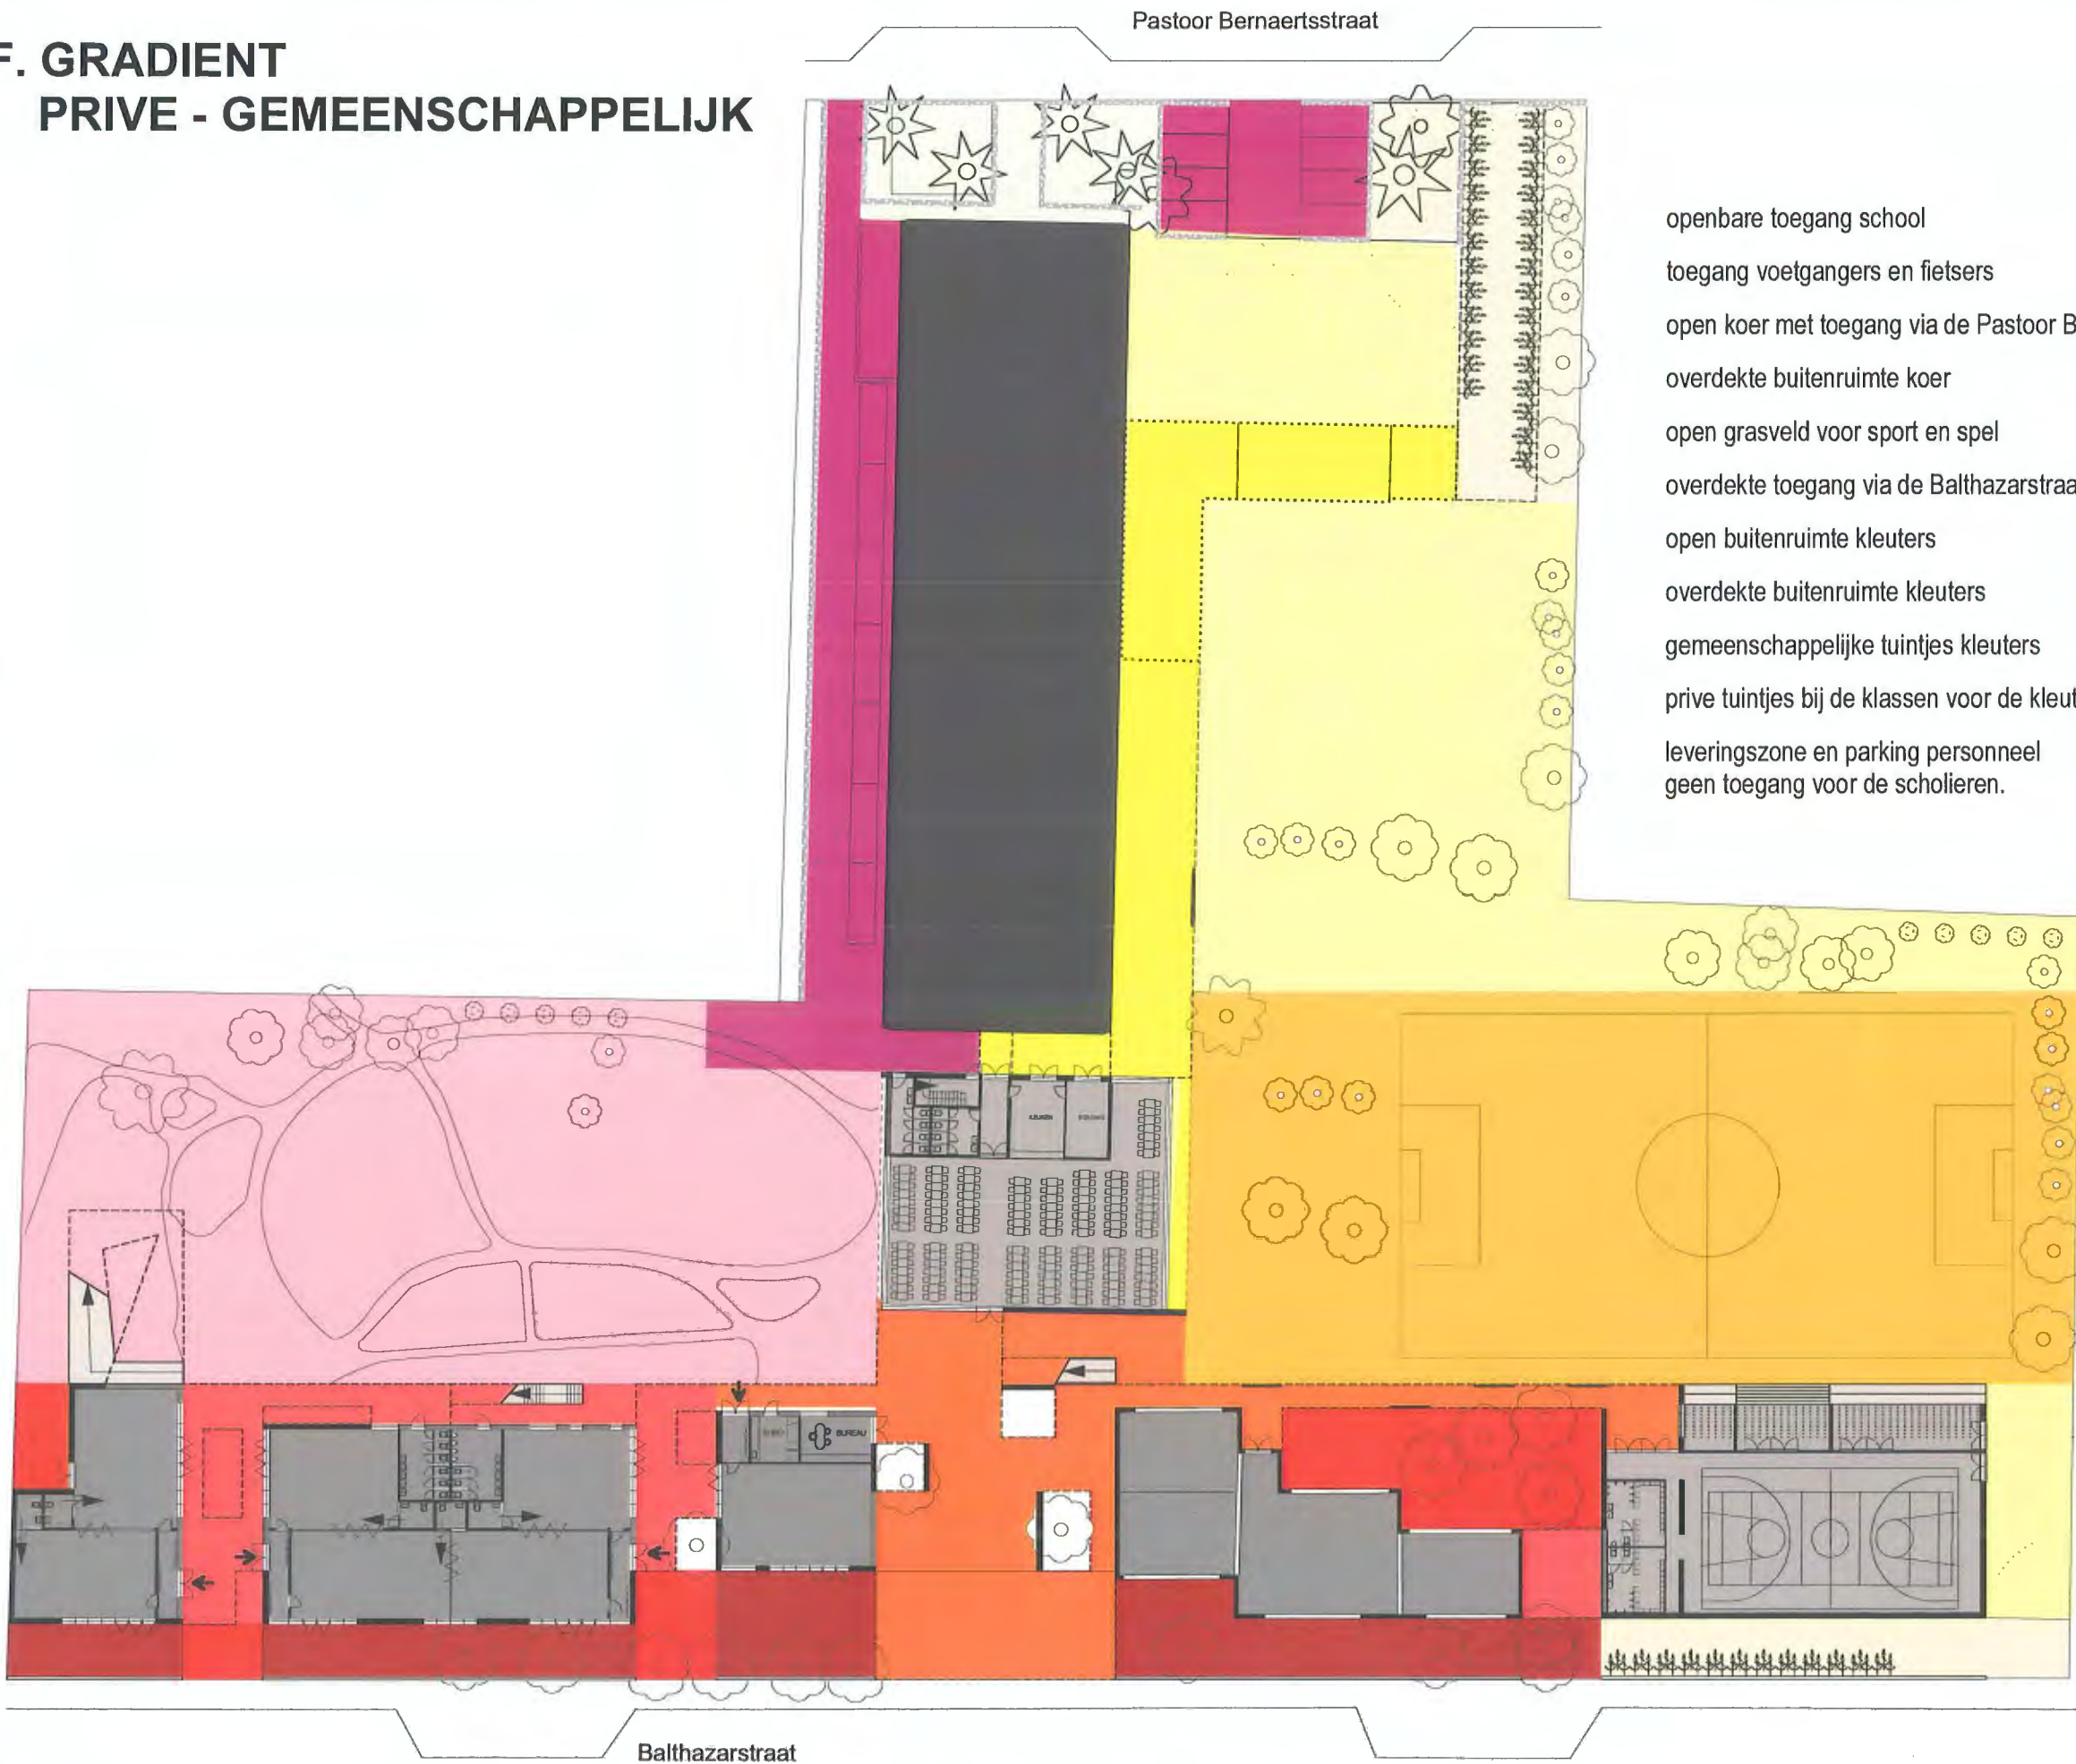 F. GRADIENT
PRIVE - GEMEENSCHAPPELIJK
Pastoor Bernaertsstraat
openbare toegang school
toegang voetgangers en fietsers
open koer met toegang via de Pastoor B
overdekte buitenruimte koer
open grasveld voor sport en spel
overdekte toegang via de Balthazarstraa
open buitenruimte kleuters
overdekte buitenruimte kleuters
gemeenschappelijke tuintjes kleuters
prive tuintjes bij de klassen voor de kleut
leveringszone en parking personneel
geen toegang voor de scholieren.
KEUKEN
BUREAU
Balthazarstraat